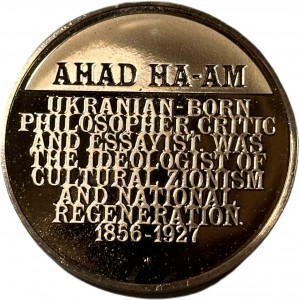 AHAD HA-AM
UKRANIAN-BORN
PHILOSOPHER, CRITIC
AND ESSAYIST, WAS
THE IDEOLOGIST OF
CULTURAL ZIONISM
AND NATIONAL
REGENERATION.
1856-1927